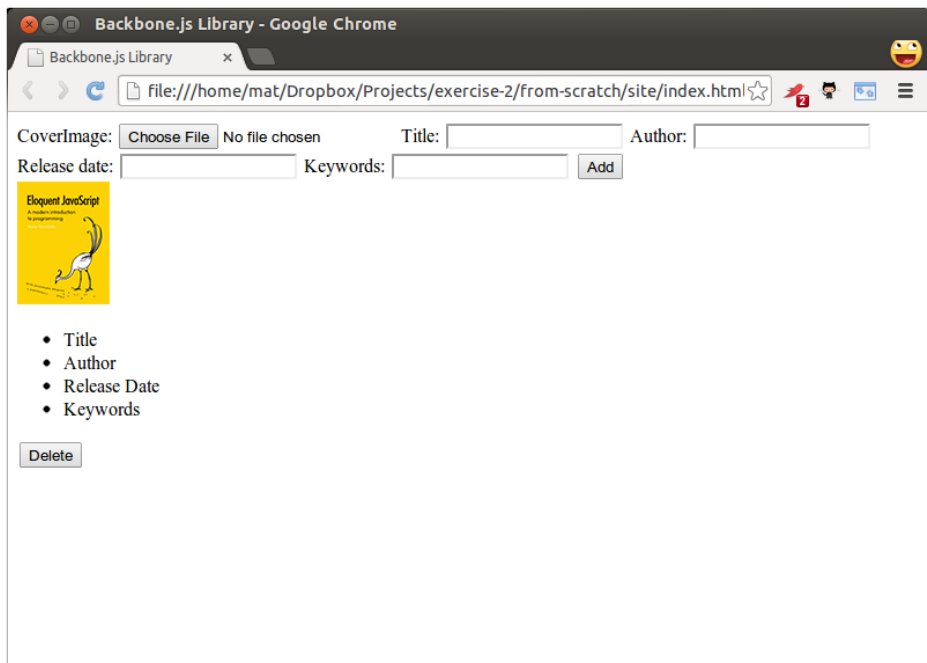 Backbone.js Library - Google Chrome
Backbone.js Library ×
file:///home/mat/Dropbox/Projects/exercise-2/from-scratch/site/index.html
2
CoverImage: Choose File No file chosen Title: Author:
Release date: Keywords: Add
Eloquent JavaScript
A modern introduction
to programming
• Title
• Author
• Release Date
• Keywords
Delete